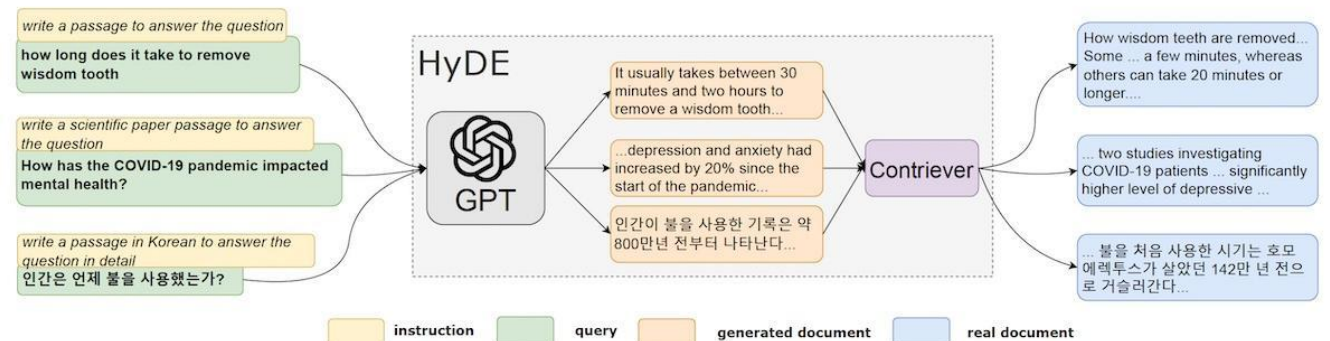 write a passage to answer the question
how long does it take to remove
wisdom tooth
write a scientific paper passage to answer
the question
How has the COVID-19 pandemic impacted
mental health?
write a passage in Korean to answer the
question in detail
인간은 언제 불을 사용했는가?
HyDE
GPT
It usually takes between 30
minutes and two hours to
remove a wisdom tooth...
...depression and anxiety had
increased by 20% since the
start of the pandemic...
인간이 불을 사용한 기록은 약
800만년 전부터 나타난다...
Contriever
How wisdom teeth are removed...
Some ... a few minutes, whereas
others can take 20 minutes or
longer....
... two studies investigating
COVID-19 patients ... significantly
higher level of depressive ...
... 불을 처음 사용한 시기는 호모
에렉투스가 살았던 142만 년 전으
로 거슬러간다...
instruction
query
generated document
real document